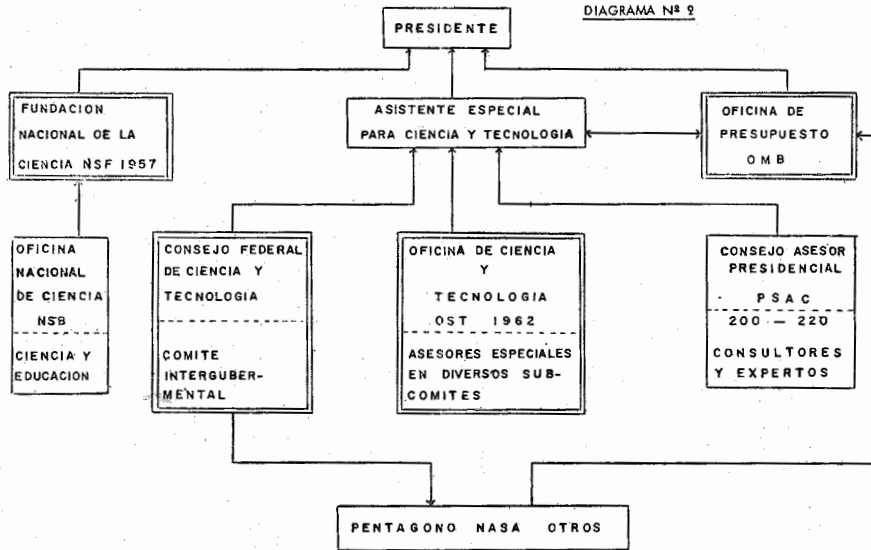 DIAGRAMA Nº 2
PRESIDENTE
FUNDACION
NACIONAL DE LA
CIENCIA NSF 1957
ASISTENTE ESPECIAL
PARA CIENCIA Y TECNOLOGIA
OFICINA DE
PRESUPUESTO
OMB
OFICINA
NACIONAL
DE CIENCIA
NSB
CIENCIA Y
EDUCACION
CONSEJO FEDERAL
DE CIENCIA Y
TECNOLOGIA
COMITE
INTERGUBER-
MENTAL
OFICINA DE CIENCIA
Y
TECNOLOGIA
OST 1962
ASESORES ESPECIALES
EN DIVERSOS SUB-
COMITES
CONSEJO ASESOR
PRESIDENCIAL
PSAC
200 — 220
CONSULTORES
Y EXPERTOS
PENTAGONO NASA OTROS